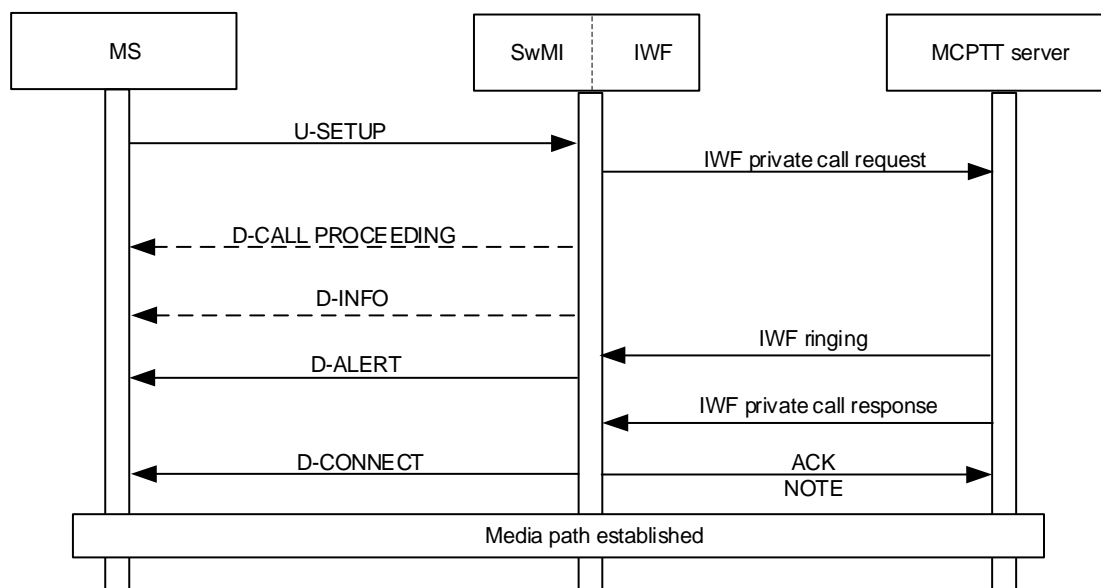 MS
SwMI
IWF
MCPTT server
U-SETUP
IWF private call request
D-CALL PROCEEDING
D-INFO
IWF ringing
D-ALERT
IWF private call response
D-CONNECT
ACK
NOTE
Media path established